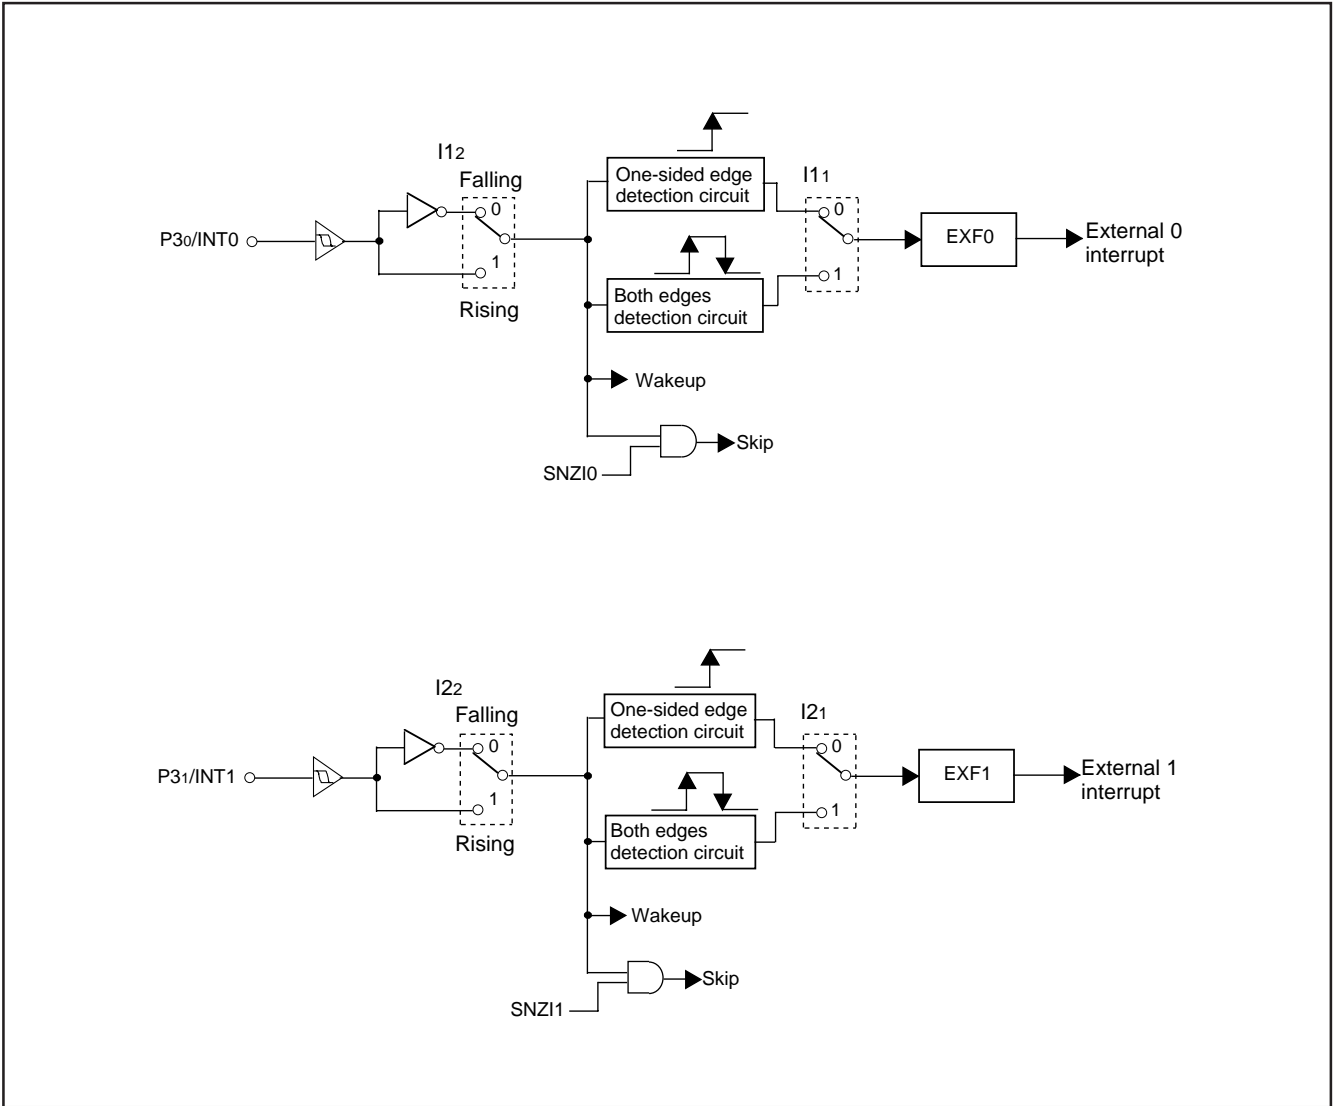 I12
Falling
0
1
Rising
P30/INT0
One-sided edge
detection circuit
Both edges
detection circuit
I11
0
1
EXF0
External 0
interrupt
Wakeup
Skip
SNZI0
I22
Falling
0
1
Rising
P31/INT1
One-sided edge
detection circuit
Both edges
detection circuit
I21
0
1
EXF1
External 1
interrupt
Wakeup
Skip
SNZI1